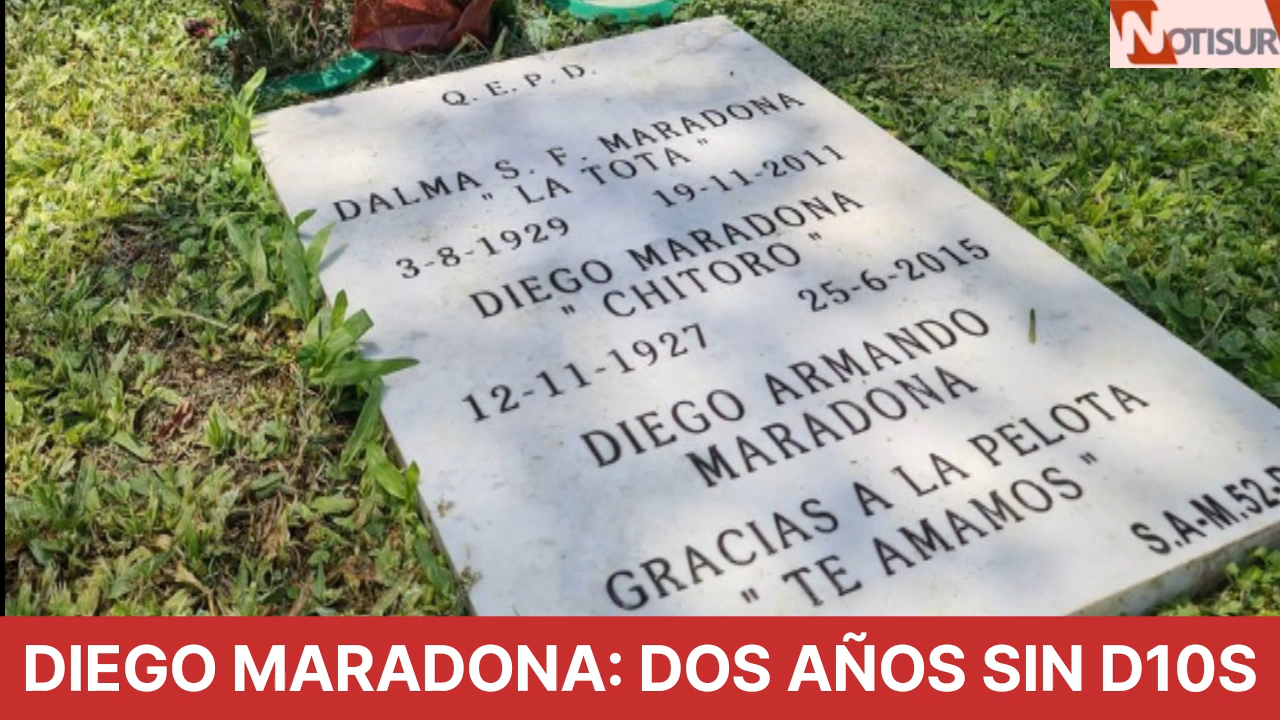 NOTISUR
Q. E. P. D.
DALMA S. F. MARADONA
" LA TOTA "
3-8-1929 19-11-2011
DIEGO MARADONA
" CHITORO "
12-11-1927 25-6-2015
DIEGO ARMANDO
MARADONA
GRACIAS A LA PELOTA
" TE AMAMOS "
S.A-M.52-
DIEGO MARADONA: DOS AÑOS SIN D10S